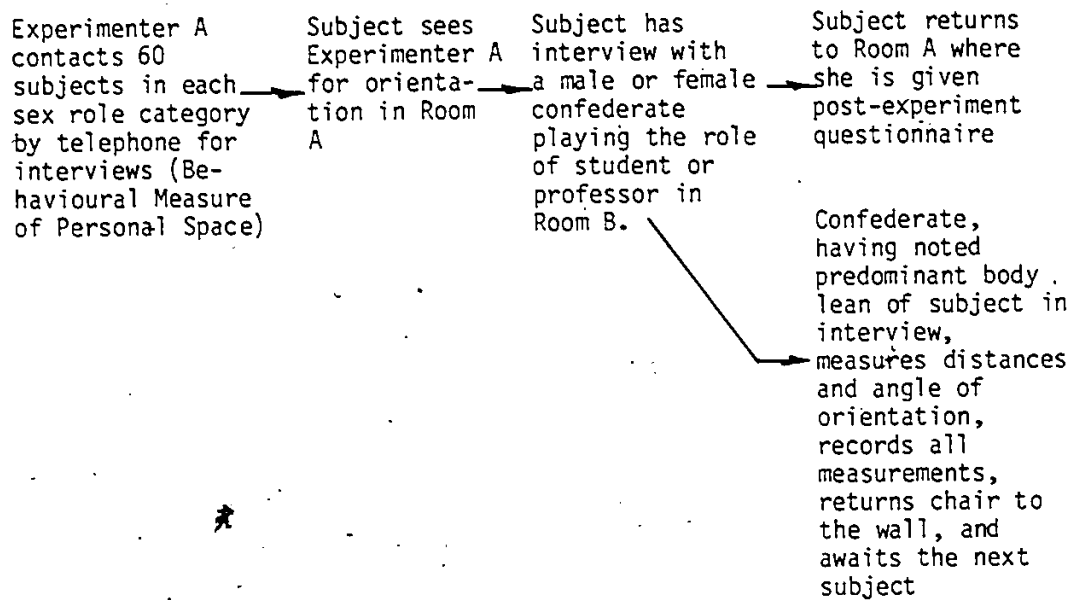 Experimenter A
contacts 60
subjects in each
sex role category
by telephone for
interviews (Be-
havioural Measure
of Personal Space)
Subject sees
Experimenter A
for orienta-
tion in Room
A
Subject has
interview with
a male or female
confederate
playing the role
of student or
professor in
Room B.
Subject returns
to Room A where
she is given
post-experiment
questionnaire
Confederate,
having noted
predominant body
lean of subject in
interview,
measures distances
and angle of
orientation,
records all
measurements,
returns chair to
the wall, and
awaits the next
subject